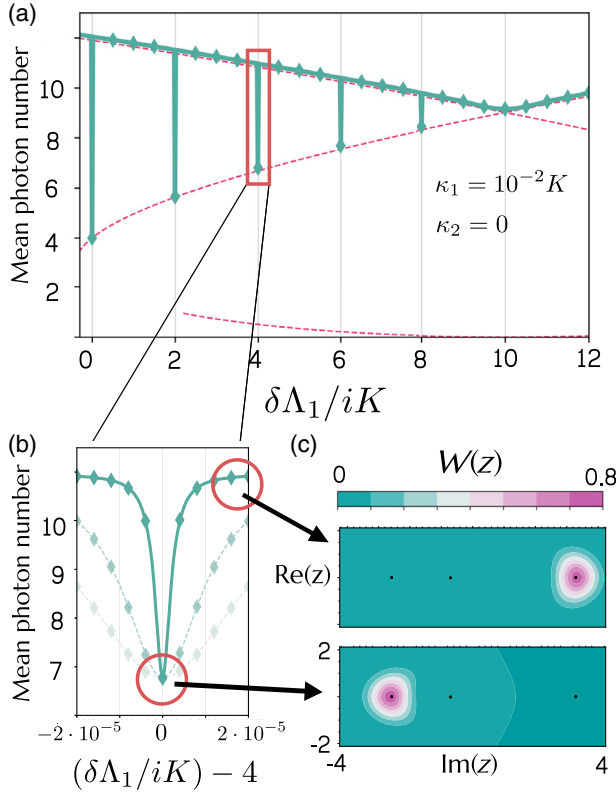 (a)
Mean photon number
10
8
6
4
2
κ₁ = 10⁻²K
κ₂ = 0
0 2 4 6 8 10 12
δΛ₁/iK
(b)
Mean photon number
10
9
8
7
−2 · 10⁻⁵ 0 2 · 10⁻⁵
(δΛ₁/iK) − 4
(c)
W(z)
0 0.8
Re(z)
2
-2
-4 Im(z) 4